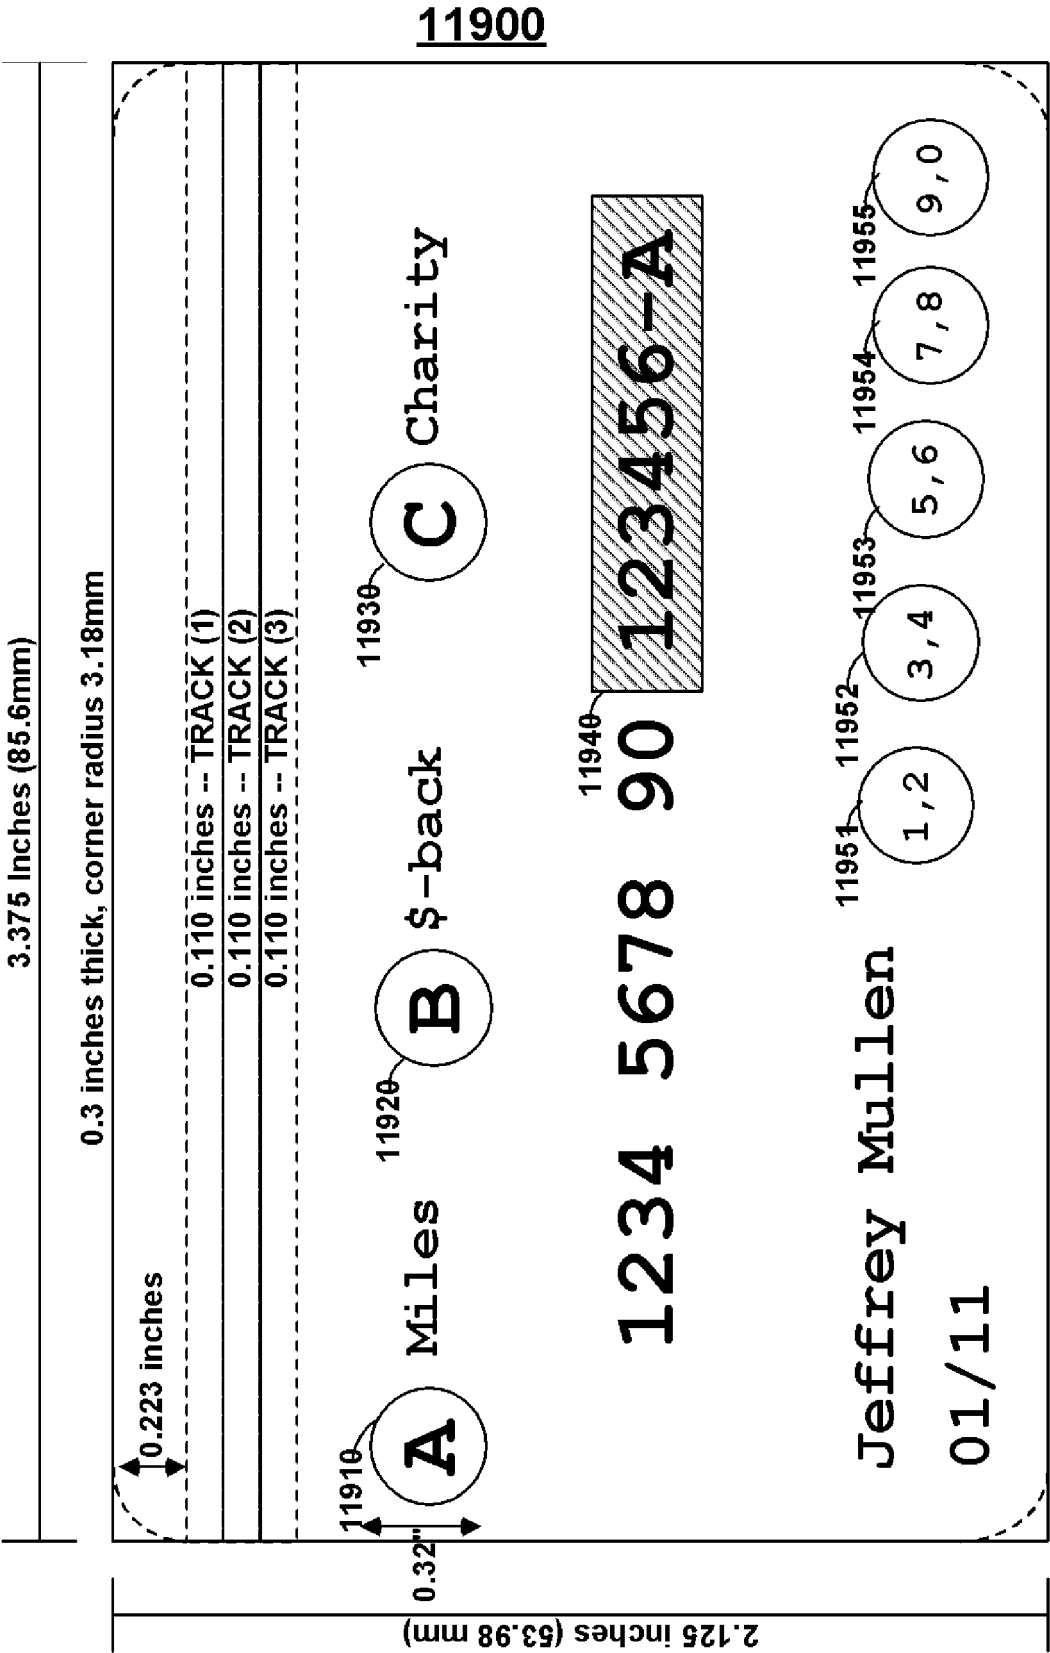 11900
3.375 Inches (85.6mm)
0.3 inches thick, corner radius 3.18mm
0.223 inches
0.110 inches -- TRACK (1)
0.110 inches -- TRACK (2)
0.110 inches -- TRACK (3)
11910
11920
11930
0.32"
A Miles B $-back C Charity
11940
1234 5678 90 123456-A
11951
11952
11953
11954
11955
Jeffrey Mullen 1,2 3,4 5,6 7,8 9,0
01/11
2.125 inches (53.98 mm)